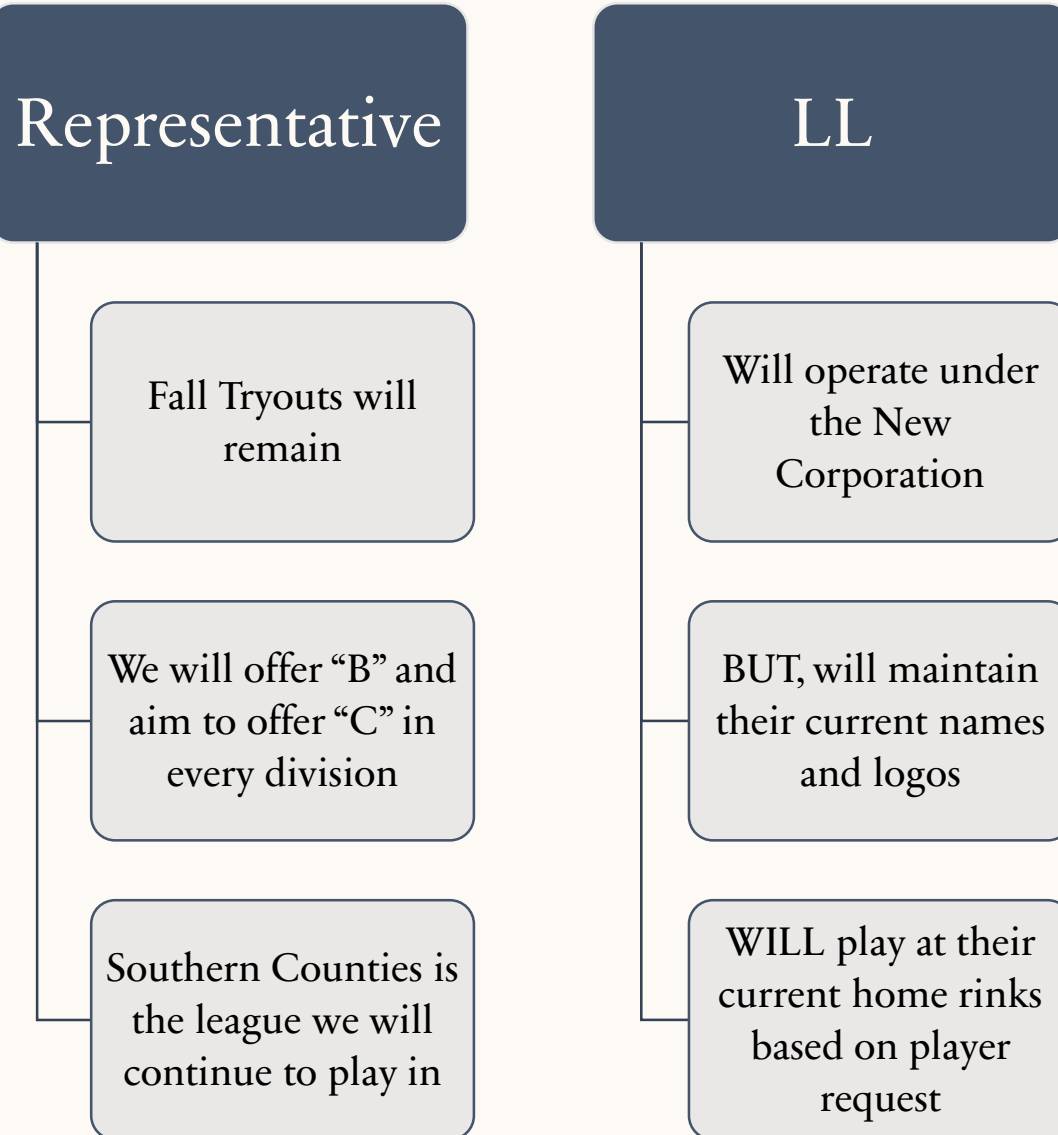 Representative
Fall Tryouts will
remain
We will offer “B” and
aim to offer “C” in
every division
Southern Counties is
the league we will
continue to play in
LL
Will operate under
the New
Corporation
BUT, will maintain
their current names
and logos
WILL play at their
current home rinks
based on player
request